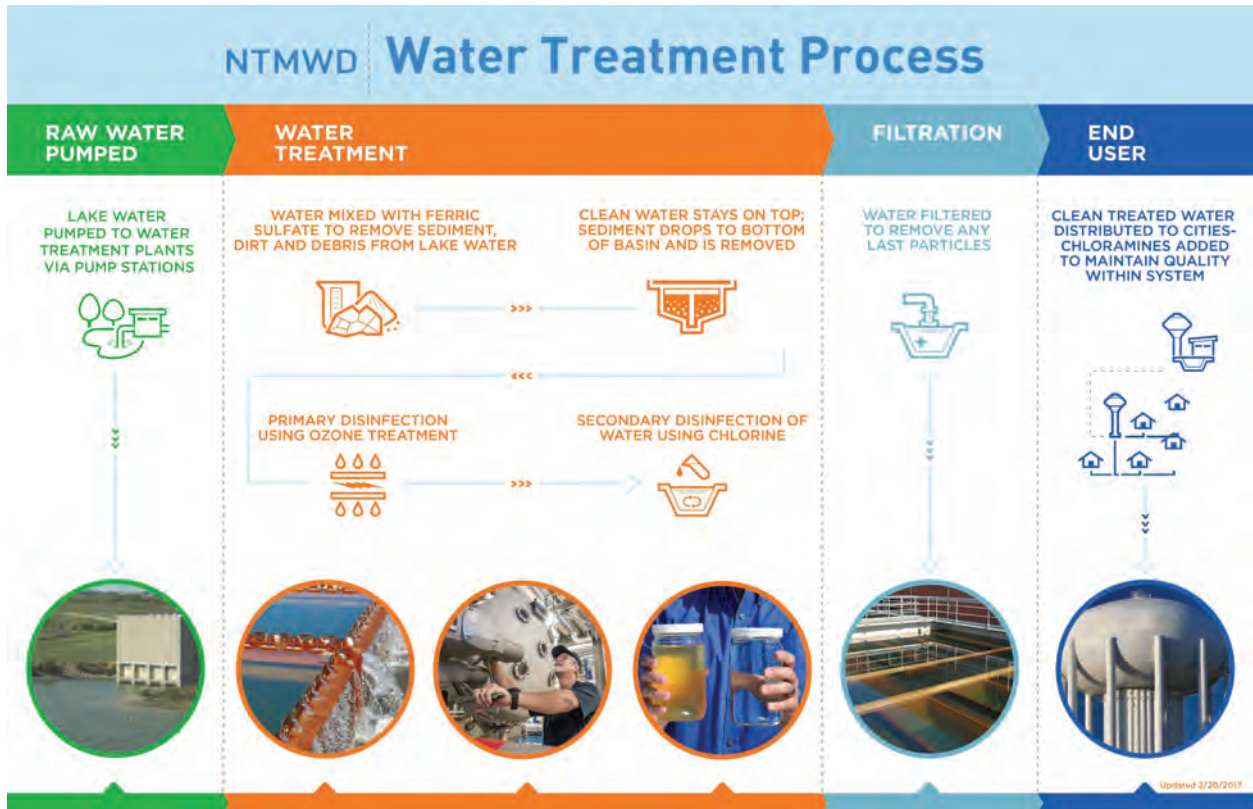 NTMWD Water Treatment Process
RAW WATER
PUMPED
WATER
TREATMENT
FILTRATION
END
USER
LAKE WATER
PUMPED TO WATER
TREATMENT PLANTS
VIA PUMP STATIONS
WATER MIXED WITH FERRIC
SULFATE TO REMOVE SEDIMENT,
DIRT AND DEBRIS FROM LAKE WATER
CLEAN WATER STAYS ON TOP;
SEDIMENT DROPS TO BOTTOM
OF BASIN AND IS REMOVED
PRIMARY DISINFECTION
USING OZONE TREATMENT
SECONDARY DISINFECTION OF
WATER USING CHLORINE
WATER FILTERED
TO REMOVE ANY
LAST PARTICLES
CLEAN TREATED WATER
DISTRIBUTED TO CITIES-
CHLORAMINES ADDED
TO MAINTAIN QUALITY
WITHIN SYSTEM
Updated